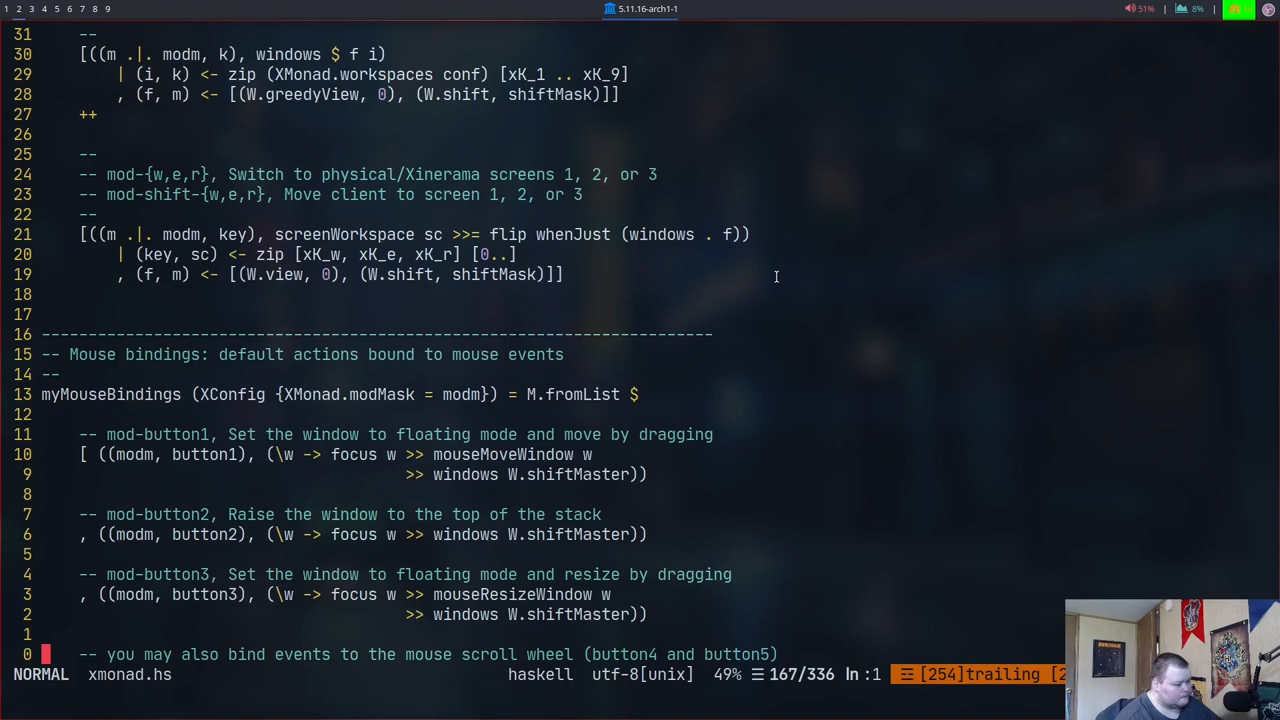 1 2 3 4 5 6 7 8 9 5.11.16-arch1-1 51% | 8% |
31 --
30 [((m .|. modm, k), windows $ f i)
29 | (i, k) <- zip (XMonad.workspaces conf) [xK_1 .. xK_9]
28 , (f, m) <- [(W.greedyView, 0), (W.shift, shiftMask)]]
27 ++
26
25 --
24 -- mod-{w,e,r}, Switch to physical/Xinerama screens 1, 2, or 3
23 -- mod-shift-{w,e,r}, Move client to screen 1, 2, or 3
22 --
21 [((m .|. modm, key), screenWorkspace sc >>= flip whenJust (windows . f))
20 | (key, sc) <- zip [xK_w, xK_e, xK_r] [0..]
19 , (f, m) <- [(W.view, 0), (W.shift, shiftMask)]]
18
17
16 ------------------------------------------------------------------------
15 -- Mouse bindings: default actions bound to mouse events
14 --
13 myMouseBindings (XConfig {XMonad.modMask = modm}) = M.fromList $
12
11 -- mod-button1, Set the window to floating mode and move by dragging
10 [ ((modm, button1), (\w -> focus w >> mouseMoveWindow w
9 >> windows W.shiftMaster))
8
7 -- mod-button2, Raise the window to the top of the stack
6 , ((modm, button2), (\w -> focus w >> windows W.shiftMaster))
5
4 -- mod-button3, Set the window to floating mode and resize by dragging
3 , ((modm, button3), (\w -> focus w >> mouseResizeWindow w
2 >> windows W.shiftMaster))
1
0 -- you may also bind events to the mouse scroll wheel (button4 and button5)
NORMAL xmonad.hs haskell utf-8[unix] 49% ☰ 167/336 ln :1 ☲ [254]trailing